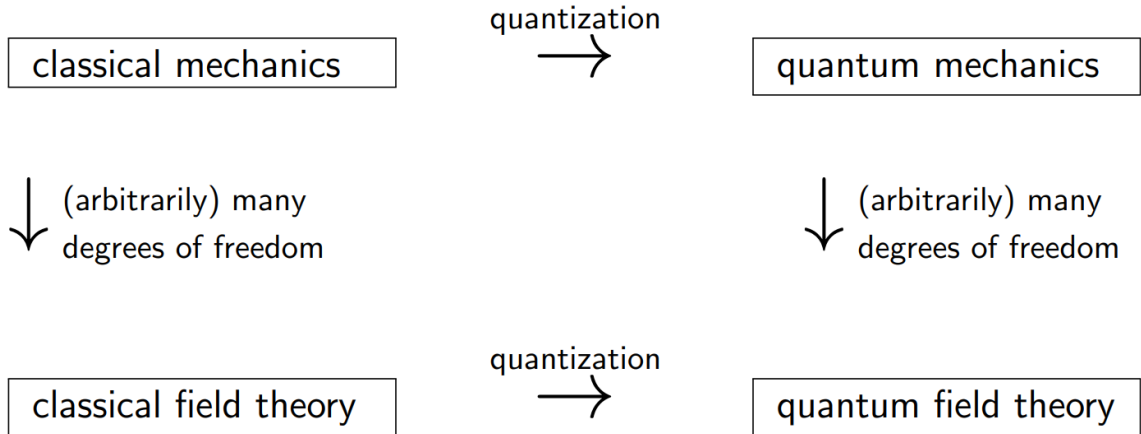 quantization
classical mechanics
quantum mechanics
(arbitrarily) many
degrees of freedom
(arbitrarily) many
degrees of freedom
quantization
classical field theory
quantum field theory